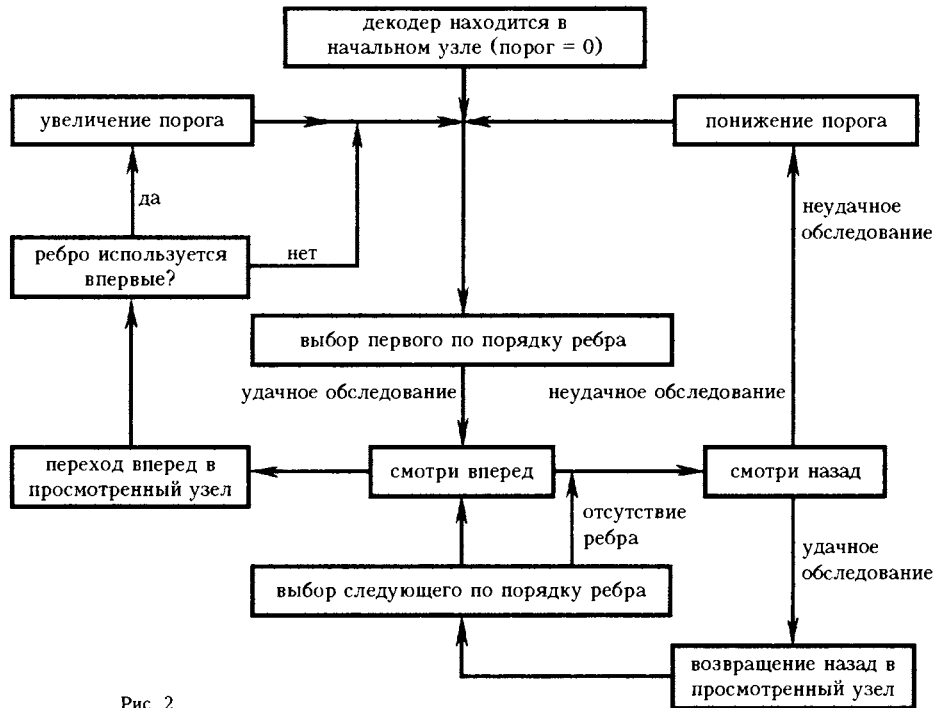 декодер находится в
начальном узле (порог = 0)
увеличение порога
понижение порога
да
неудачное
обследование
ребро используется
впервые?
нет
выбор первого по порядку ребра
удачное обследование
неудачное обследование
переход вперед в
просмотренный узел
смотри вперед
смотри назад
отсутствие
ребра
удачное
обследование
выбор следующего по порядку ребра
возвращение назад в
просмотренный узел
Рис. 2